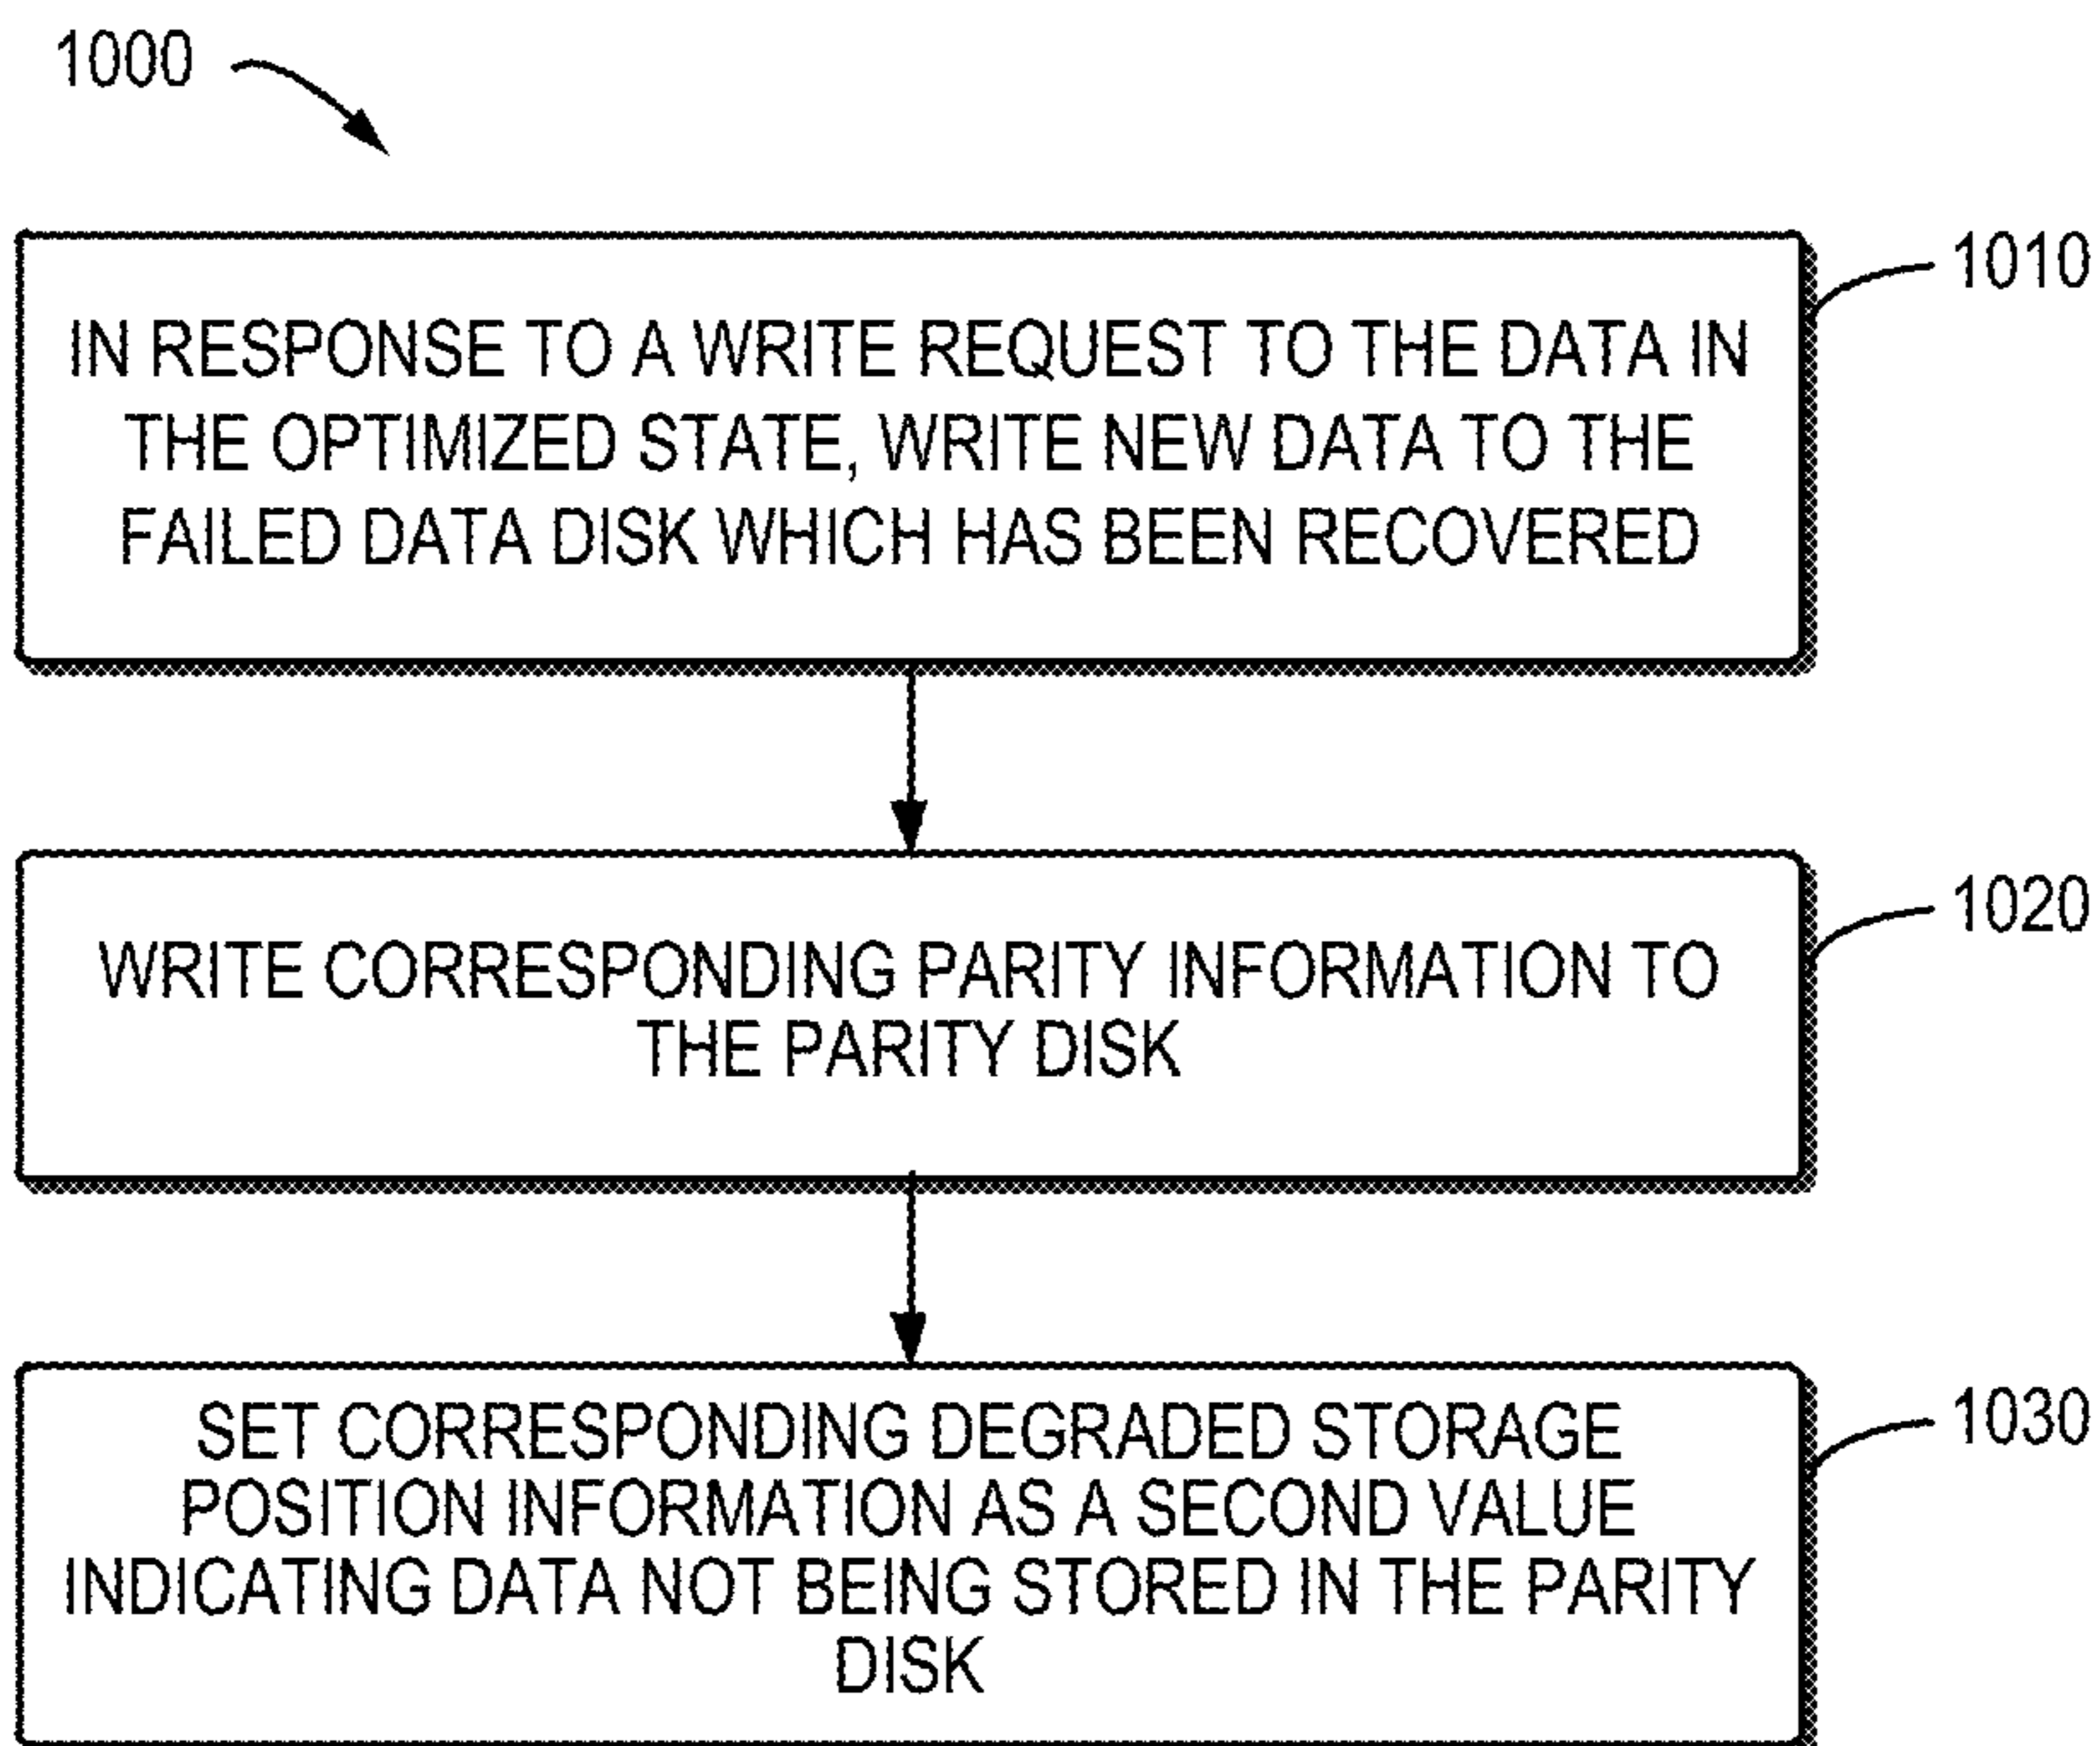 1000
IN RESPONSE TO A WRITE REQUEST TO THE DATA IN
THE OPTIMIZED STATE, WRITE NEW DATA TO THE
FAILED DATA DISK WHICH HAS BEEN RECOVERED
1010
WRITE CORRESPONDING PARITY INFORMATION TO
THE PARITY DISK
1020
SET CORRESPONDING DEGRADED STORAGE
POSITION INFORMATION AS A SECOND VALUE
INDICATING DATA NOT BEING STORED IN THE PARITY
DISK
1030